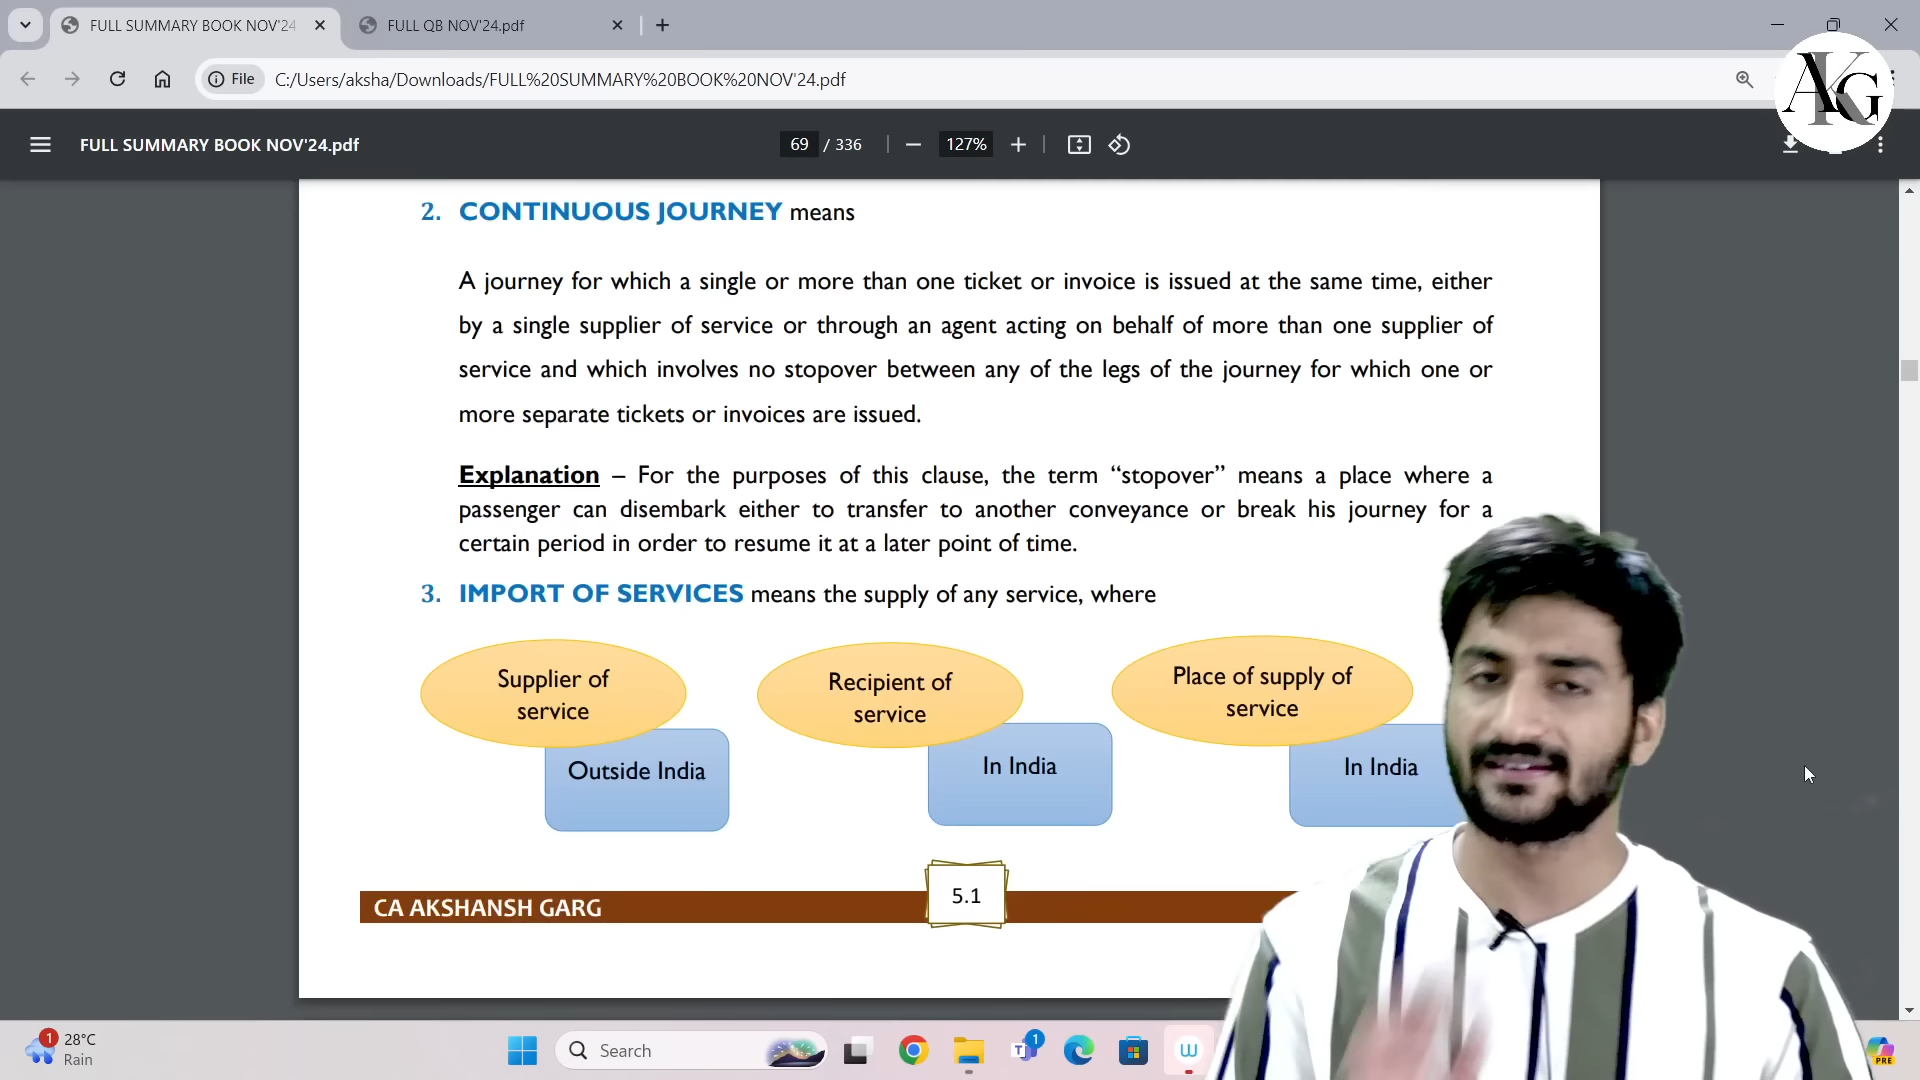 FULL SUMMARY BOOK NOV'24
FULL QB NOV'24.pdf
File
C:/Users/aksha/Downloads/FULL%20SUMMARY%20BOOK%20NOV'24.pdf
AKG
FULL SUMMARY BOOK NOV'24.pdf
69 / 336
127%
2. CONTINUOUS JOURNEY means
A journey for which a single or more than one ticket or invoice is issued at the same time, either
by a single supplier of service or through an agent acting on behalf of more than one supplier of
service and which involves no stopover between any of the legs of the journey for which one or
more separate tickets or invoices are issued.
Explanation – For the purposes of this clause, the term “stopover” means a place where a
passenger can disembark either to transfer to another conveyance or break his journey for a
certain period in order to resume it at a later point of time.
3. IMPORT OF SERVICES means the supply of any service, where
Supplier of
service
Outside India
Recipient of
service
In India
Place of supply of
service
In India
5.1
CA AKSHANSH GARG
1
28°C
Rain
Search
1
PRE